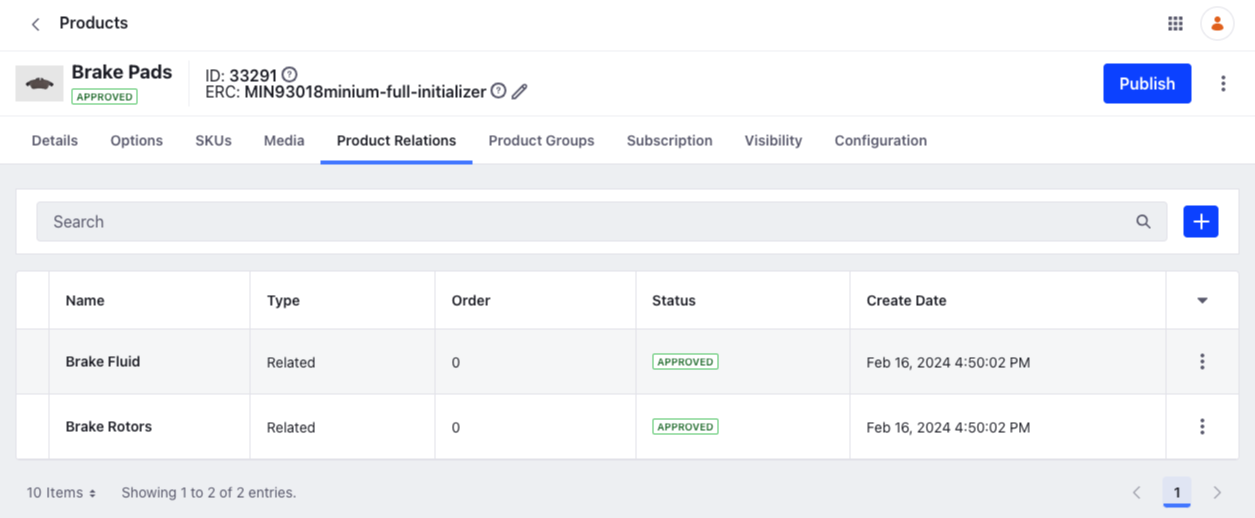 Products
Brake Pads
APPROVED
ID: 33291
ERC: MIN93018minium-full-initializer
Publish
Details Options SKUs Media Product Relations Product Groups Subscription Visibility Configuration
Search
Name Type Order Status Create Date
Brake Fluid Related 0 APPROVED Feb 16, 2024 4:50:02 PM
Brake Rotors Related 0 APPROVED Feb 16, 2024 4:50:02 PM
10 Items Showing 1 to 2 of 2 entries. 1